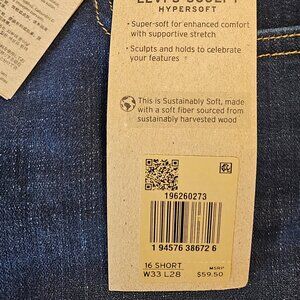 LEVI'S SCULPT
HYPERSOFT
• Super-soft for enhanced comfort
with supportive stretch
• Sculpts and holds to celebrate
your features
This is Sustainably Soft, made
with a soft fiber sourced from
sustainably harvested wood
196260273
1 94576 38672 6
16 SHORT
W33 L28
MSRP
$59.50